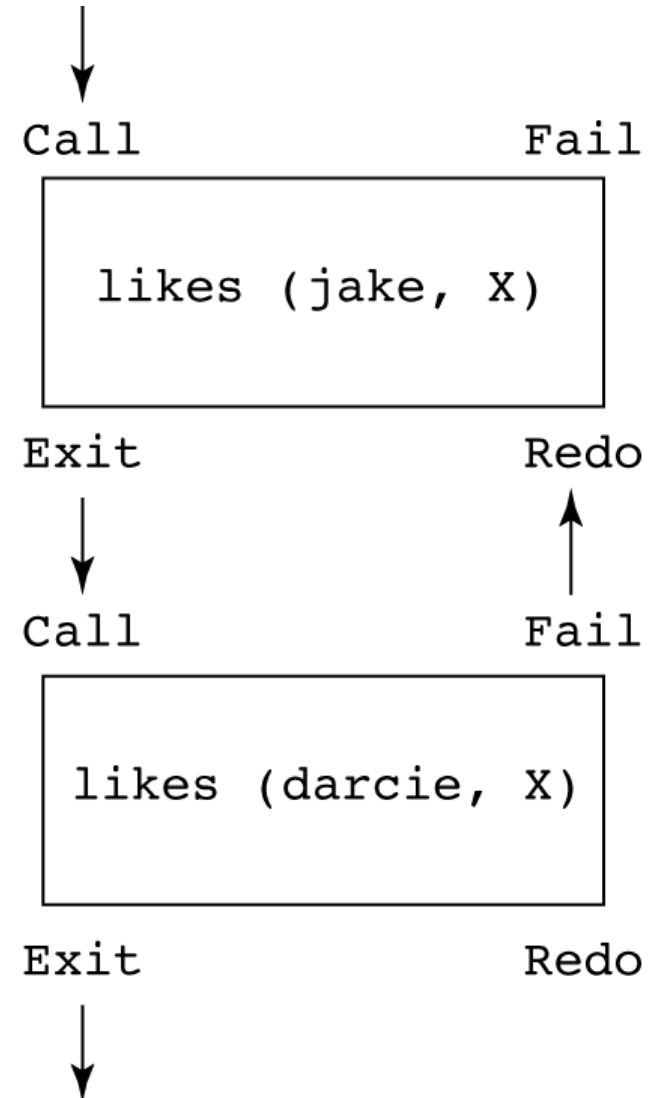 Call Fail
likes (jake, X)
Exit Redo
Call Fail
likes (darcie, X)
Exit Redo